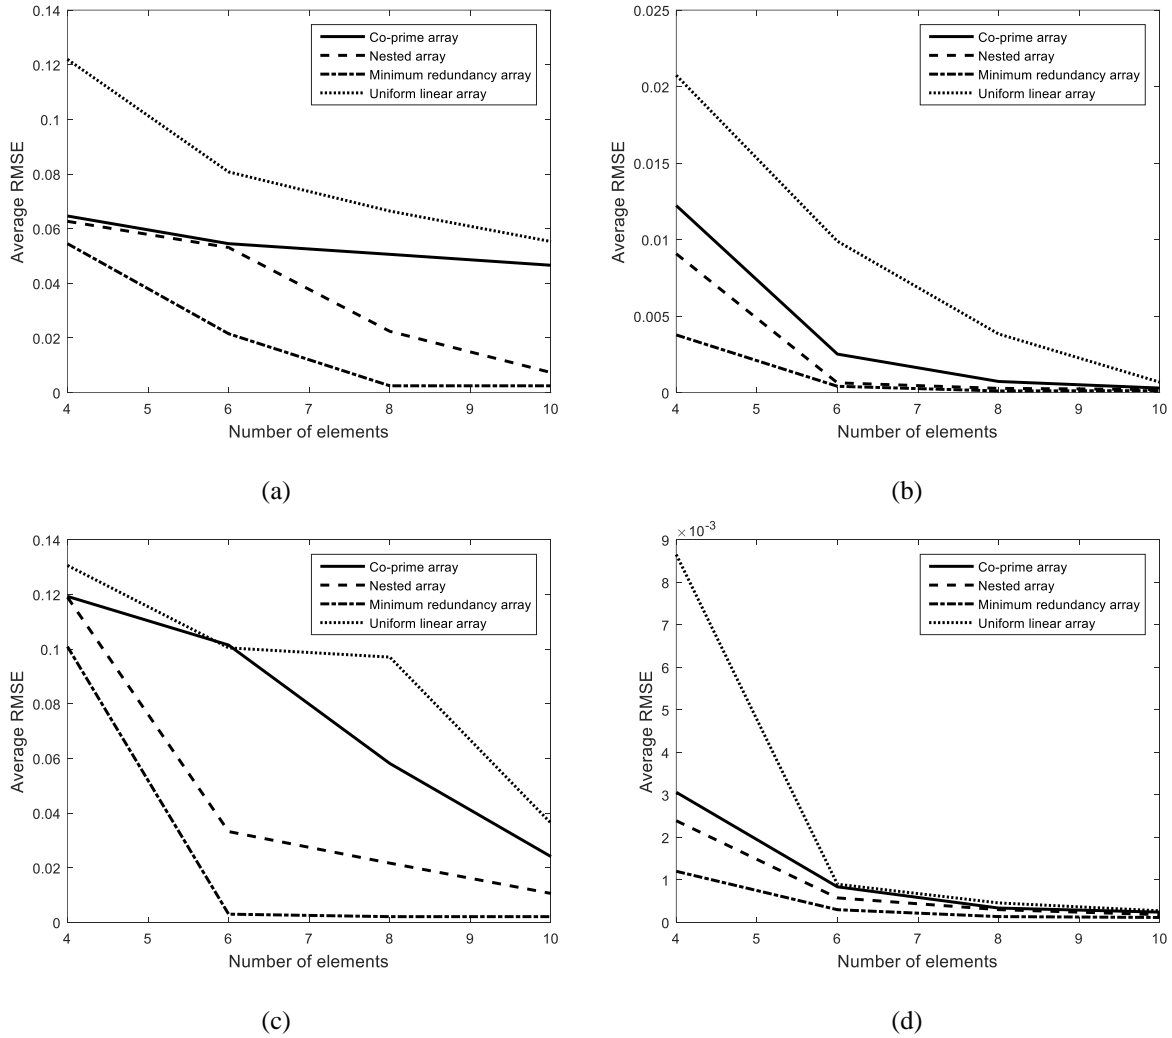 0.14
0.12
0.1
0.08
0.06
0.04
0.02
0
Average RMSE
4 5 6 7 8 9 10
Number of elements
Co-prime array
Nested array
Minimum redundancy array
Uniform linear array
(a)
0.025
0.02
0.015
0.01
0.005
0
Average RMSE
4 5 6 7 8 9 10
Number of elements
Co-prime array
Nested array
Minimum redundancy array
Uniform linear array
(b)
0.14
0.12
0.1
0.08
0.06
0.04
0.02
0
Average RMSE
4 5 6 7 8 9 10
Number of elements
Co-prime array
Nested array
Minimum redundancy array
Uniform linear array
(c)
×10⁻³
9
8
7
6
5
4
3
2
1
0
Average RMSE
4 5 6 7 8 9 10
Number of elements
Co-prime array
Nested array
Minimum redundancy array
Uniform linear array
(d)